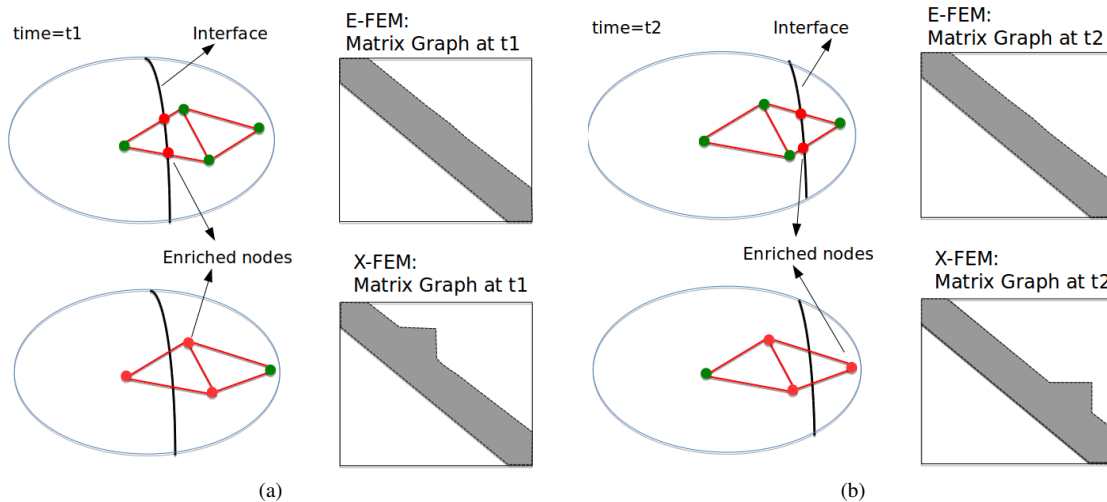 time=t1
Interface
E-FEM:
Matrix Graph at t1
Enriched nodes
X-FEM:
Matrix Graph at t1
(a)
time=t2
Interface
E-FEM:
Matrix Graph at t2
Enriched nodes
X-FEM:
Matrix Graph at t2
(b)